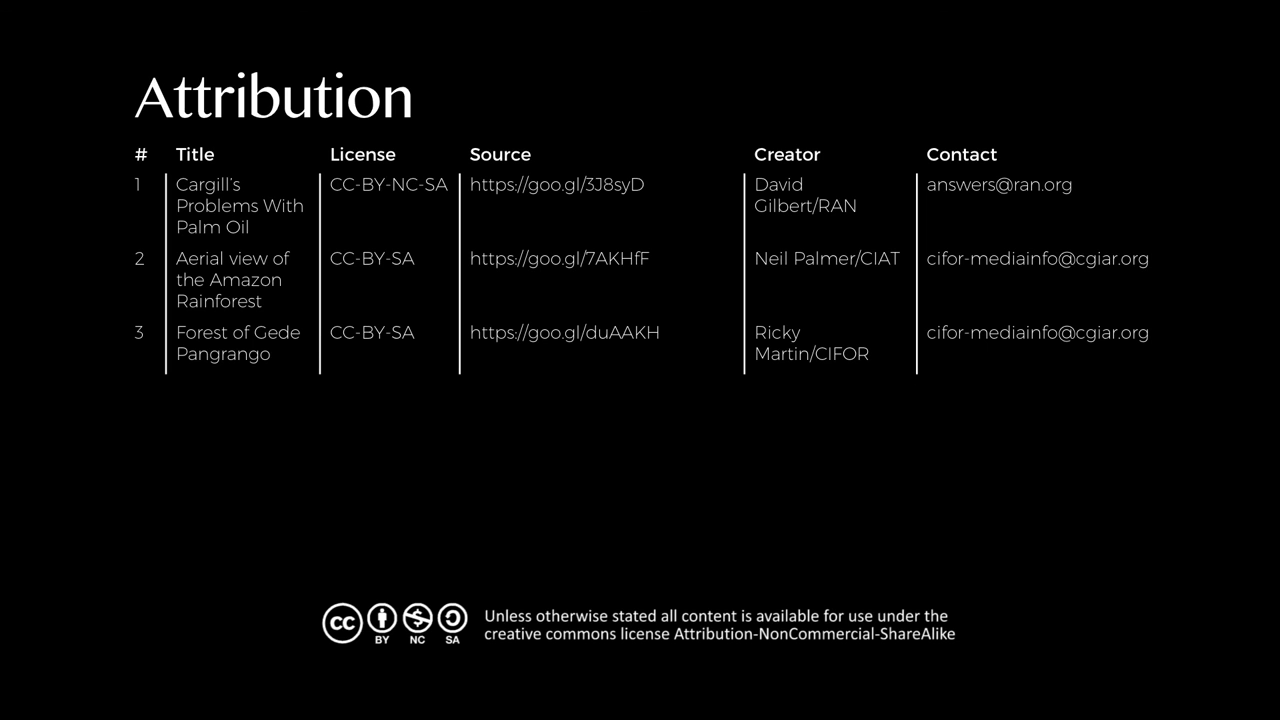 Attribution
# Title License Source Creator Contact
1 Cargill's CC-BY-NC-SA https://goo.gl/3J8syD David answers@ran.org
Problems With Gilbert/RAN
Palm Oil
2 Aerial view of CC-BY-SA https://goo.gl/7AKHfF Neil Palmer/CIAT cifor-mediainfo@cgiar.org
the Amazon
Rainforest
3 Forest of Gede CC-BY-SA https://goo.gl/duAAKH Ricky cifor-mediainfo@cgiar.org
Pangrango Martin/CIFOR
CC BY NC SA
Unless otherwise stated all content is available for use under the
creative commons license Attribution-NonCommercial-ShareAlike